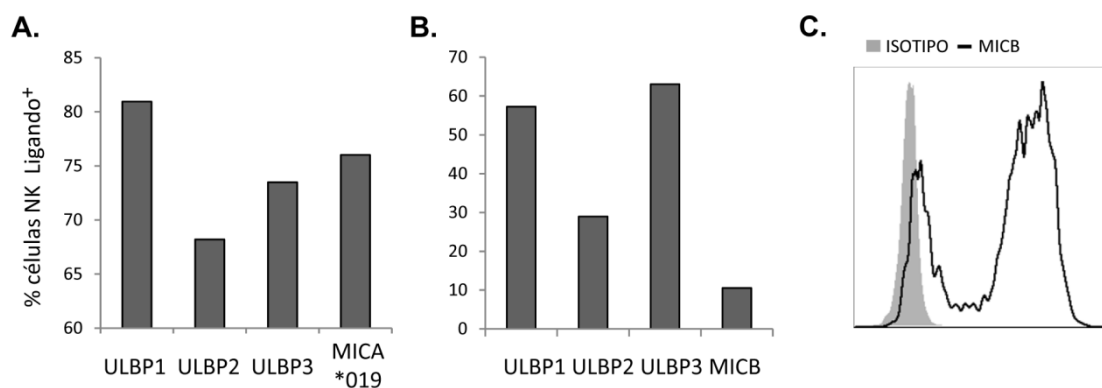 A.
% células NK Ligando+
85
80
75
70
65
60
ULBP1 ULBP2 ULBP3 MICA *019
B.
70
60
50
40
30
20
10
0
ULBP1 ULBP2 ULBP3 MICB
C.
ISOTIPO MICB